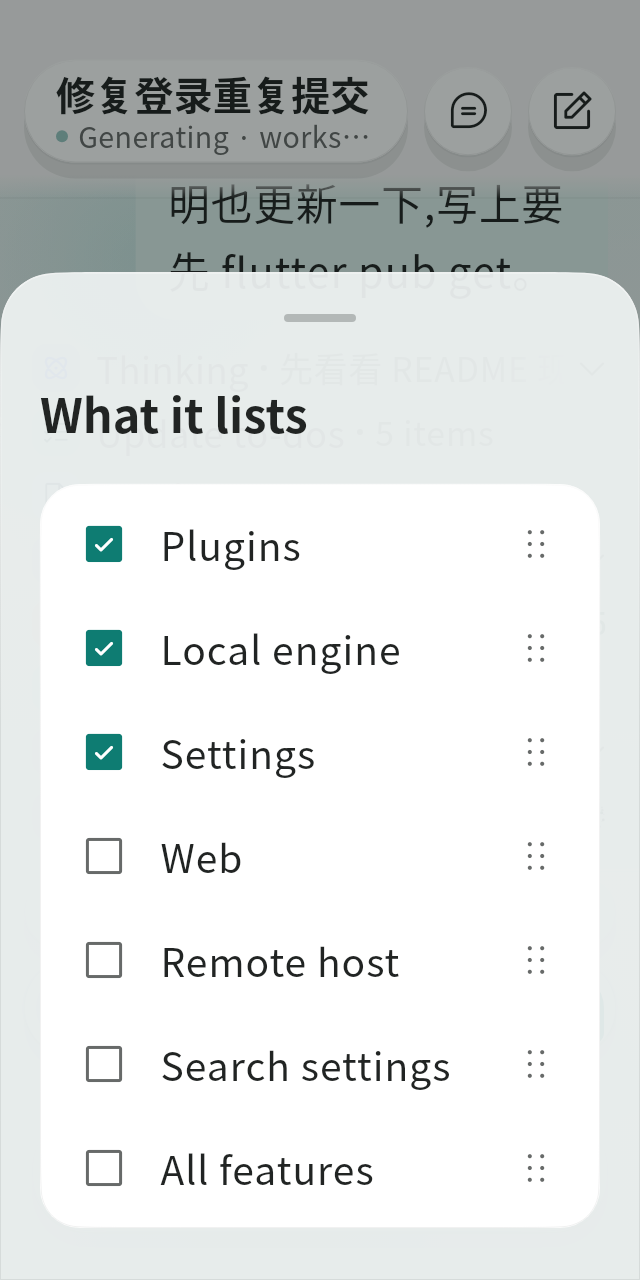 修复登录重复提交
Generating · works…
明也更新一下,写上要
先 flutter pub get。
Thinking • 先看看 README
What it lists
Update to-dos • 5 items
Plugins
Local engine
Settings
Web
Remote host
Search settings
All features